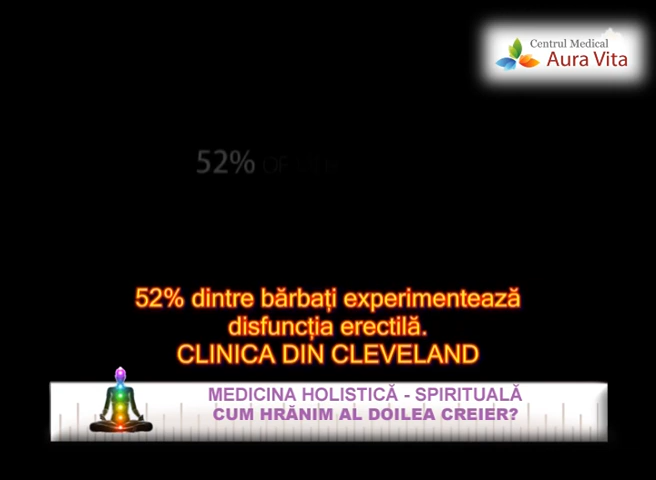 Centrul Medical
Aura Vita
52% OF
52% dintre bărbați experimentează
disfuncția erectilă.
CLINICA DIN CLEVELAND
MEDICINA HOLISTICĂ - SPIRITUALĂ
CUM HRĂNIM AL DOILEA CREIER?